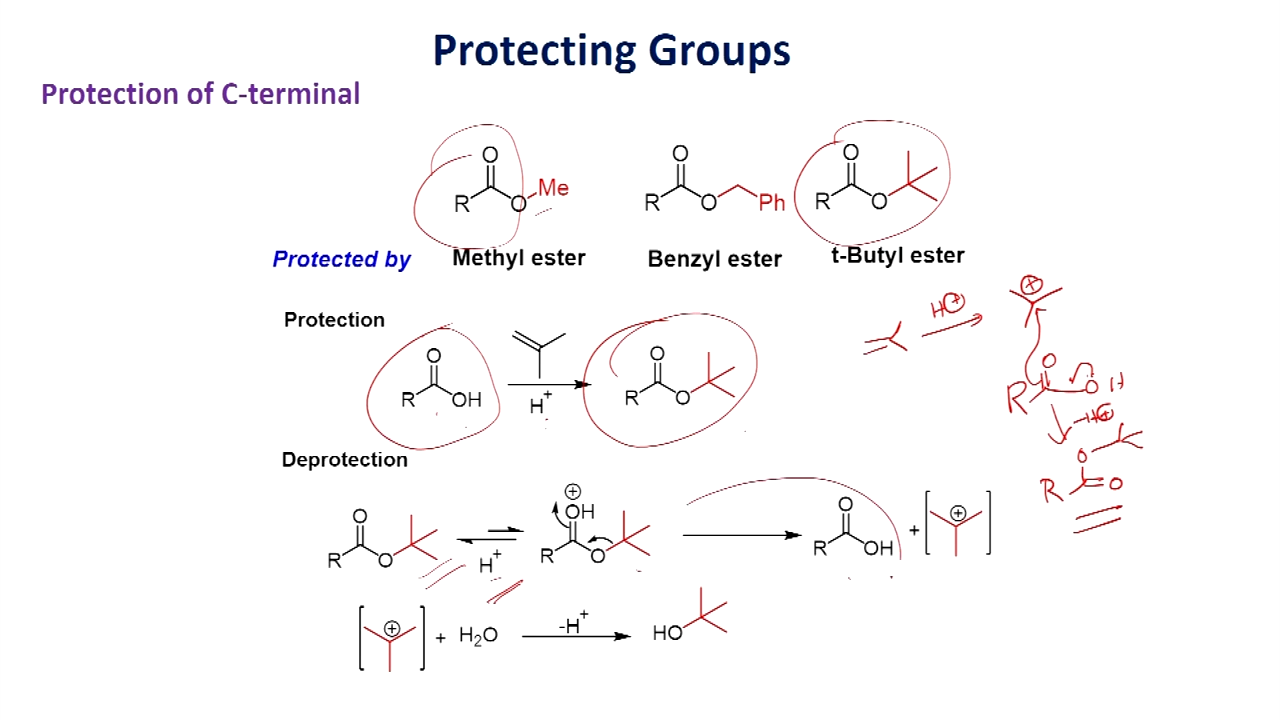 Protecting Groups
Protection of C-terminal
O
R O Me
O
R O Ph
O
R O
Protected by Methyl ester Benzyl ester t-Butyl ester
Protection
O
R OH
H+
O
R O
H⊕
⊕
O
R O H
-H⊕
O
R O
Deprotection
O
R O
H+
⊕
OH
R O
O
R OH
+ ⊕
⊕ + H2O -H+ HO